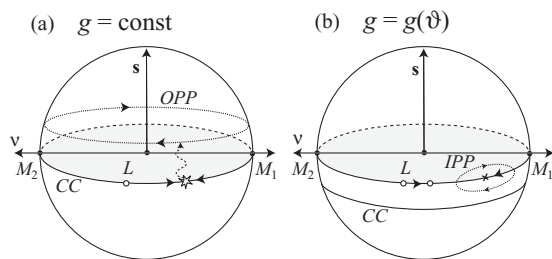 (a) g = const
s
OPP
ν
M₂
L
M₁
CC
(b) g = g(ϑ)
s
ν
M₂
L
IPP
M₁
CC